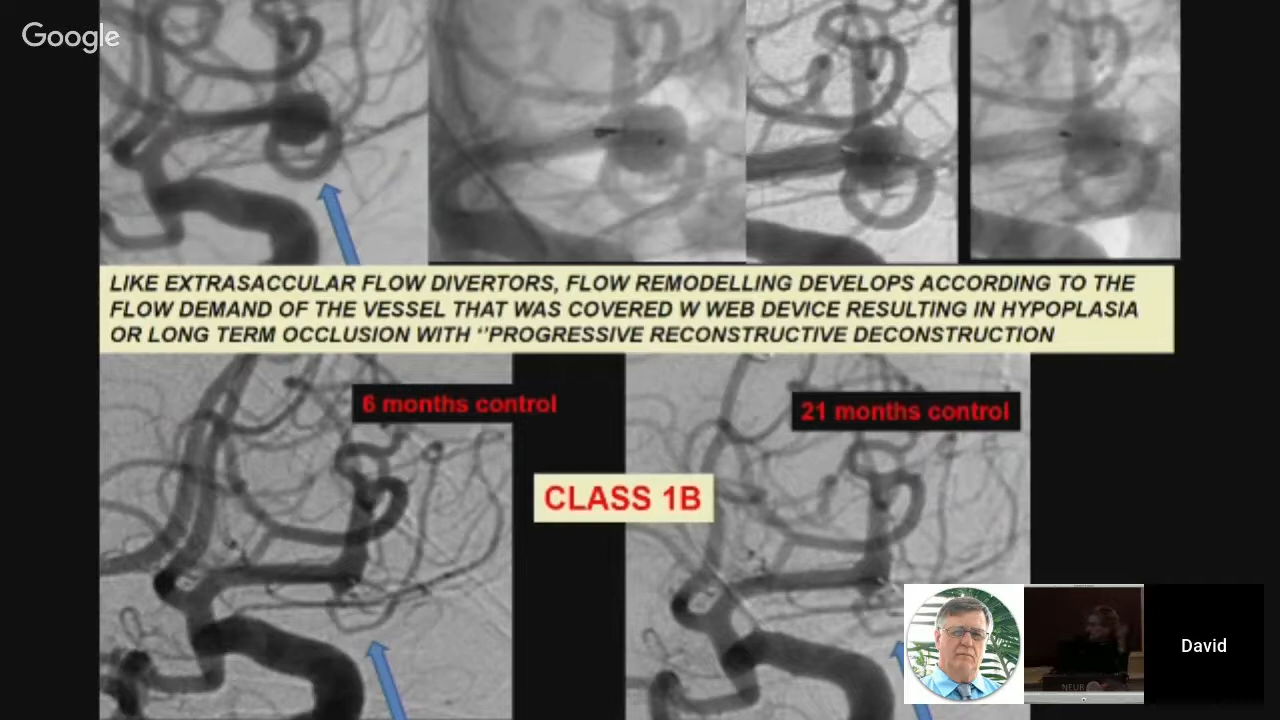 Google
LIKE EXTRASACCULAR FLOW DIVERTORS, FLOW REMODELLING DEVELOPS ACCORDING TO THE
FLOW DEMAND OF THE VESSEL THAT WAS COVERED W WEB DEVICE RESULTING IN HYPOPLASIA
OR LONG TERM OCCLUSION WITH ‘’PROGRESSIVE RECONSTRUCTIVE DECONSTRUCTION
6 months control
21 months control
CLASS 1B
David
NEUR